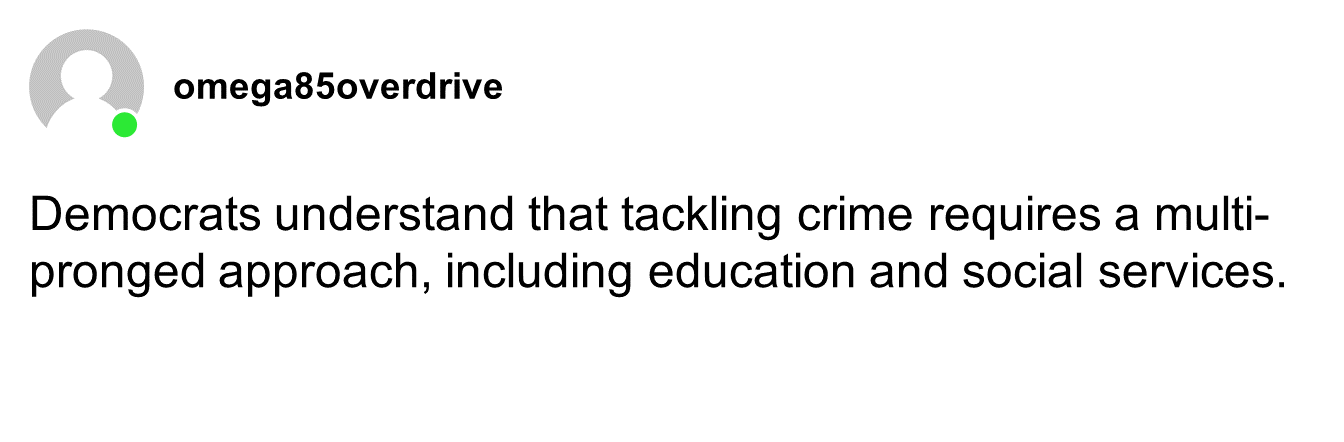 omega85overdrive
Democrats understand that tackling crime requires a multi-
pronged approach, including education and social services.